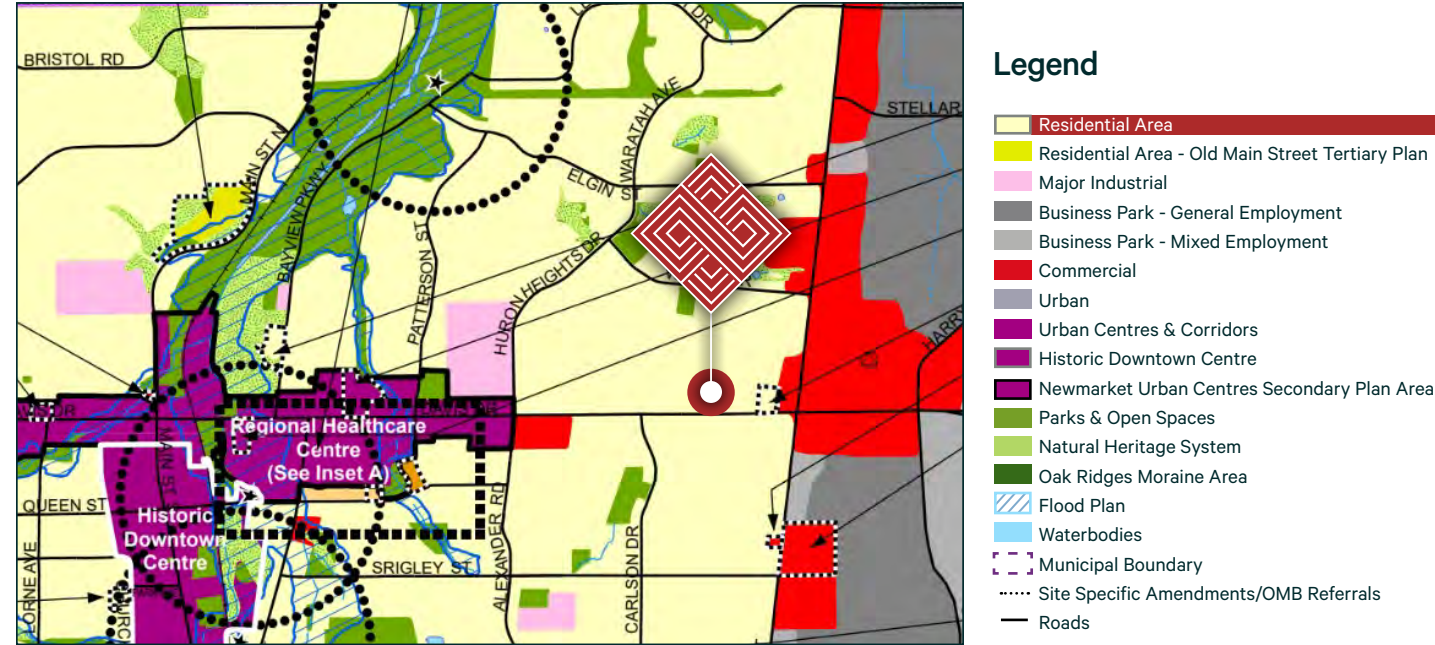 BRISTOL RD
DR
STELLAR
MAIN ST N
BAYVIEW PKWY
ELGIN S
WARATAH AVE
PATTERSON ST
HURON HEIGHTS DR
HARRY
DAVIS DR
Regional Healthcare
Centre
(See Inset A)
MAIN ST
QUEEN ST
Historic
Downtown
Centre
LORNE AVE
SRIGLEY ST
ALEXANDER RD
CARLSON DR
Legend
Residential Area
Residential Area - Old Main Street Tertiary Plan
Major Industrial
Business Park - General Employment
Business Park - Mixed Employment
Commercial
Urban
Urban Centres & Corridors
Historic Downtown Centre
Newmarket Urban Centres Secondary Plan Area
Parks & Open Spaces
Natural Heritage System
Oak Ridges Moraine Area
Flood Plan
Waterbodies
Municipal Boundary
Site Specific Amendments/OMB Referrals
Roads